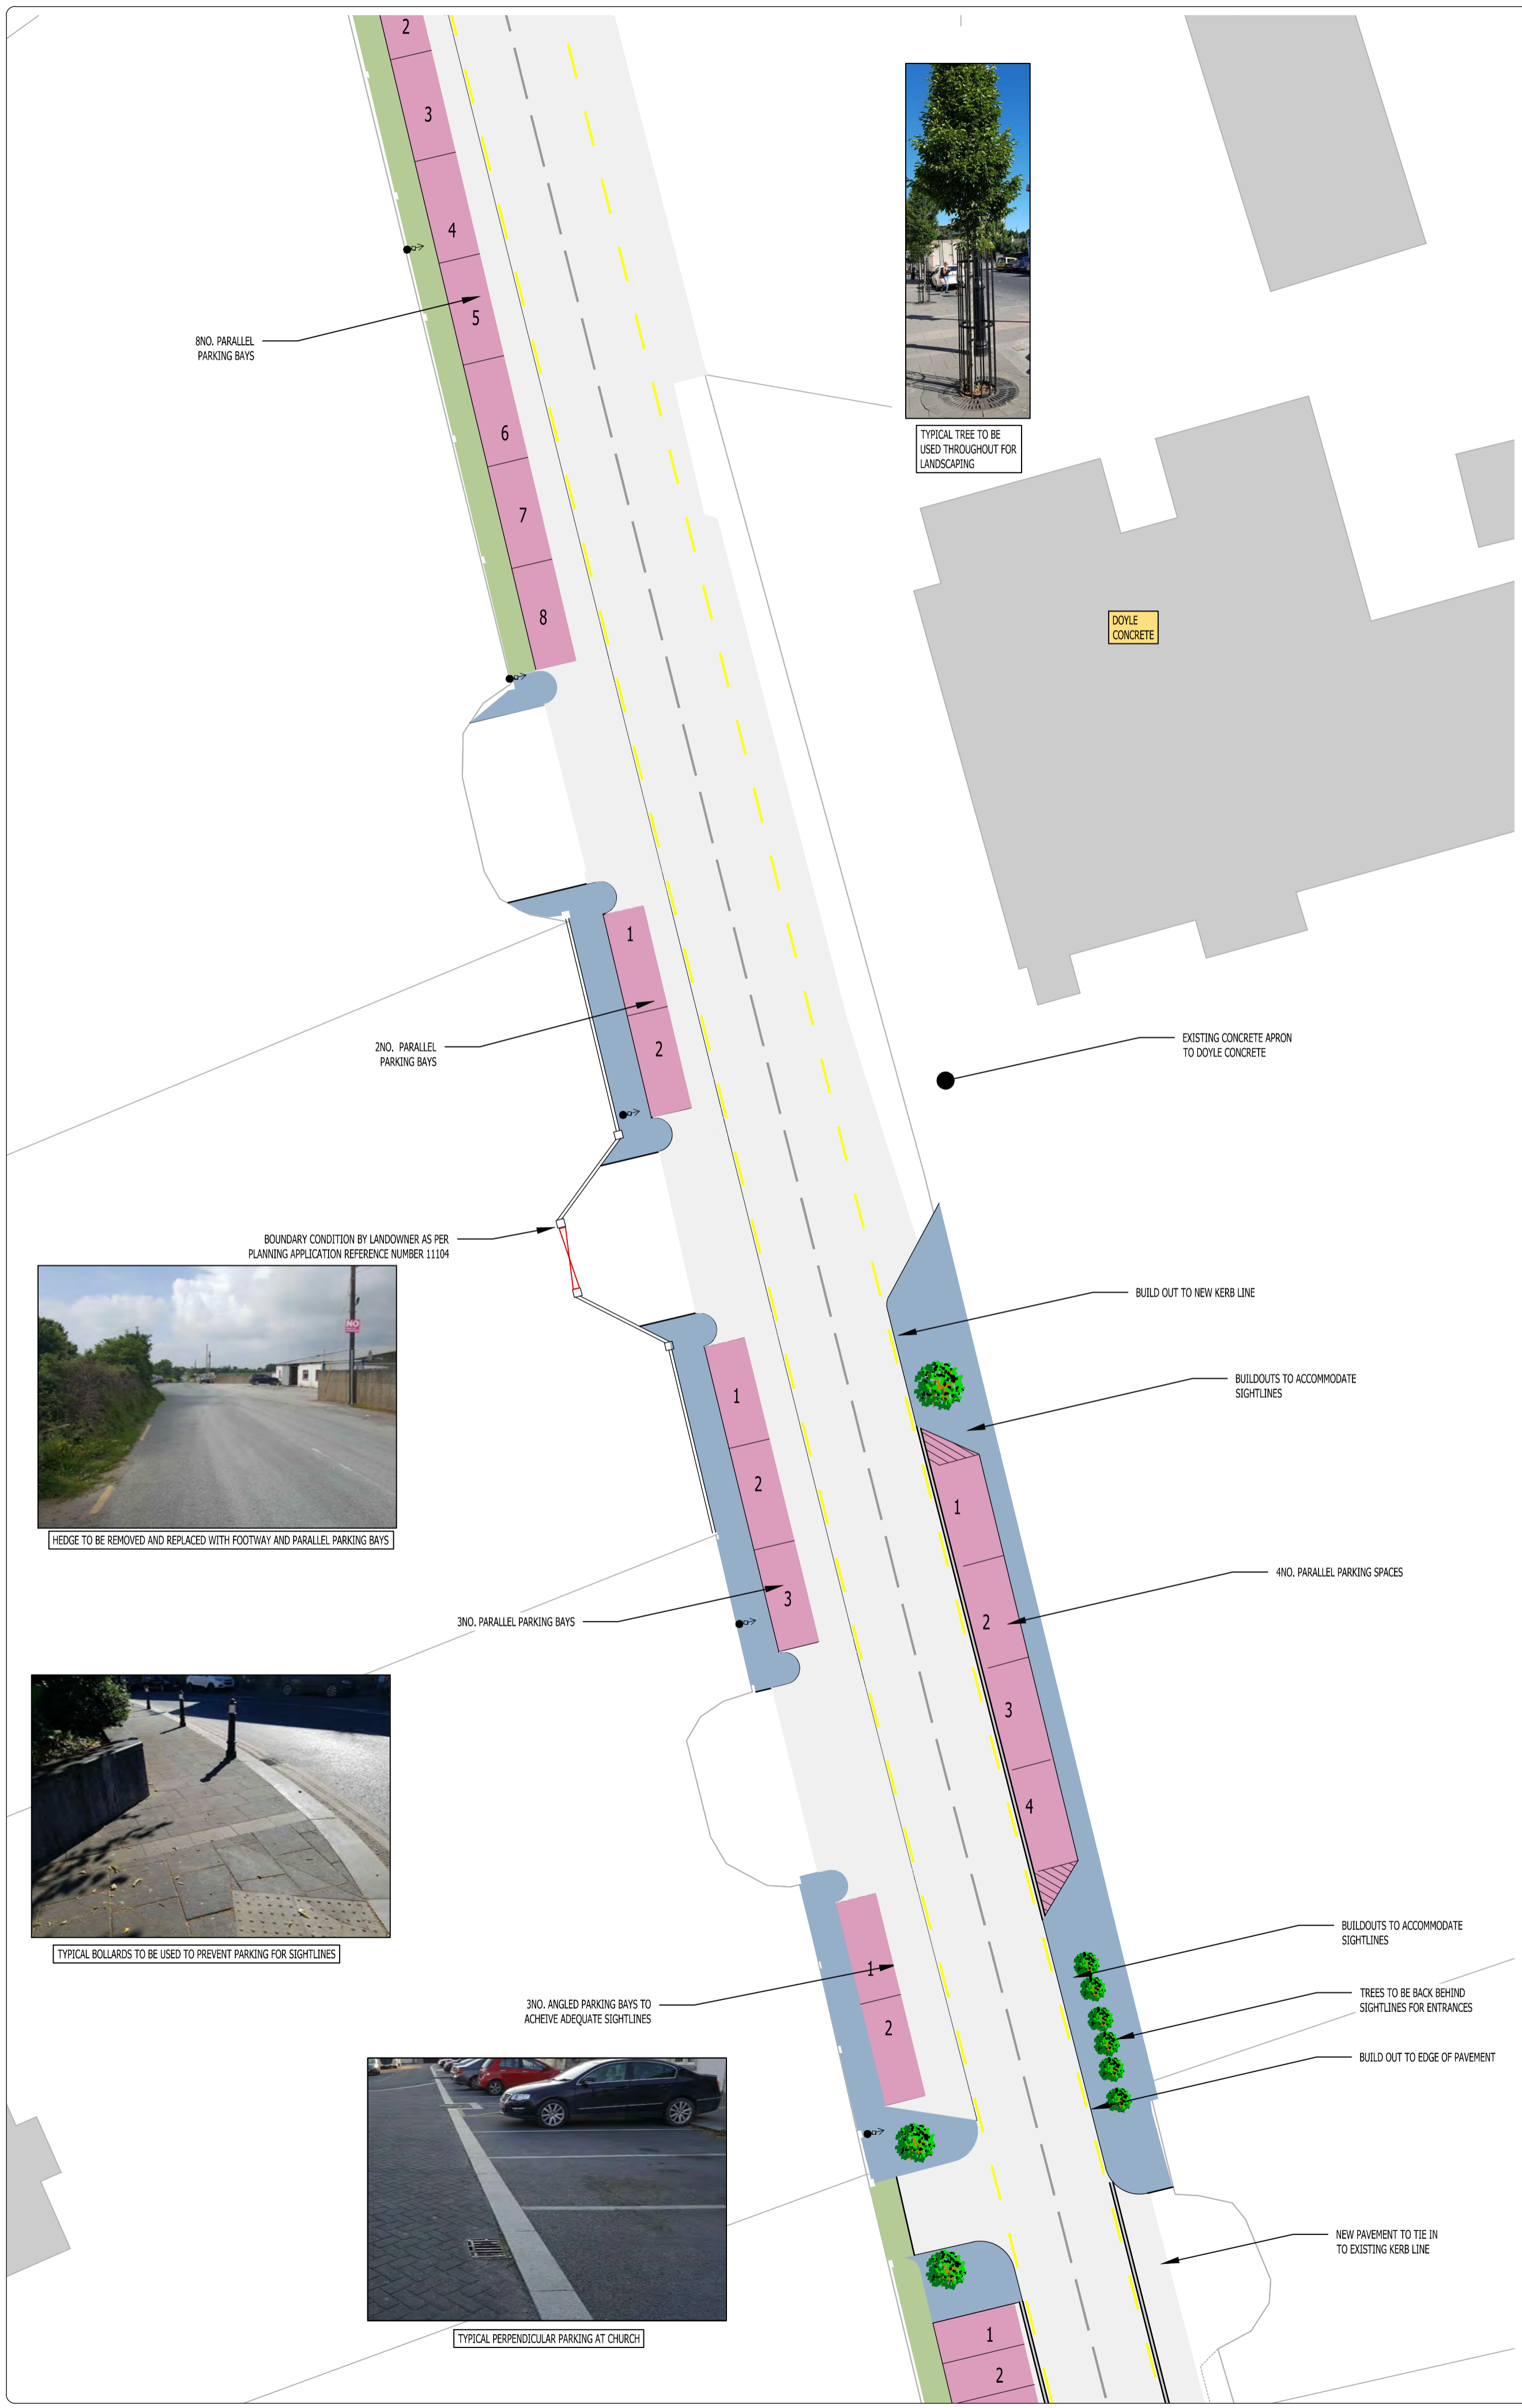 2
3
4
5
6
7
8
8NO. PARALLEL
PARKING BAYS
TYPICAL TREE TO BE
USED THROUGHOUT FOR
LANDSCAPING
DOYLE
CONCRETE
1
2
2NO. PARALLEL
PARKING BAYS
EXISTING CONCRETE APRON
TO DOYLE CONCRETE
BOUNDARY CONDITION BY LANDOWNER AS PER
PLANNING APPLICATION REFERENCE NUMBER 11104
NO
HEDGE TO BE REMOVED AND REPLACED WITH FOOTWAY AND PARALLEL PARKING BAYS
BUILD OUT TO NEW KERB LINE
BUILDOUTS TO ACCOMMODATE
SIGHTLINES
1
2
3
3NO. PARALLEL PARKING BAYS
1
2
3
4
4NO. PARALLEL PARKING SPACES
TYPICAL BOLLARDS TO BE USED TO PREVENT PARKING FOR SIGHTLINES
1
2
3NO. ANGLED PARKING BAYS TO
ACHEIVE ADEQUATE SIGHTLINES
BUILDOUTS TO ACCOMMODATE
SIGHTLINES
TREES TO BE BACK BEHIND
SIGHTLINES FOR ENTRANCES
BUILD OUT TO EDGE OF PAVEMENT
NEW PAVEMENT TO TIE IN
TO EXISTING KERB LINE
TYPICAL PERPENDICULAR PARKING AT CHURCH
1
2